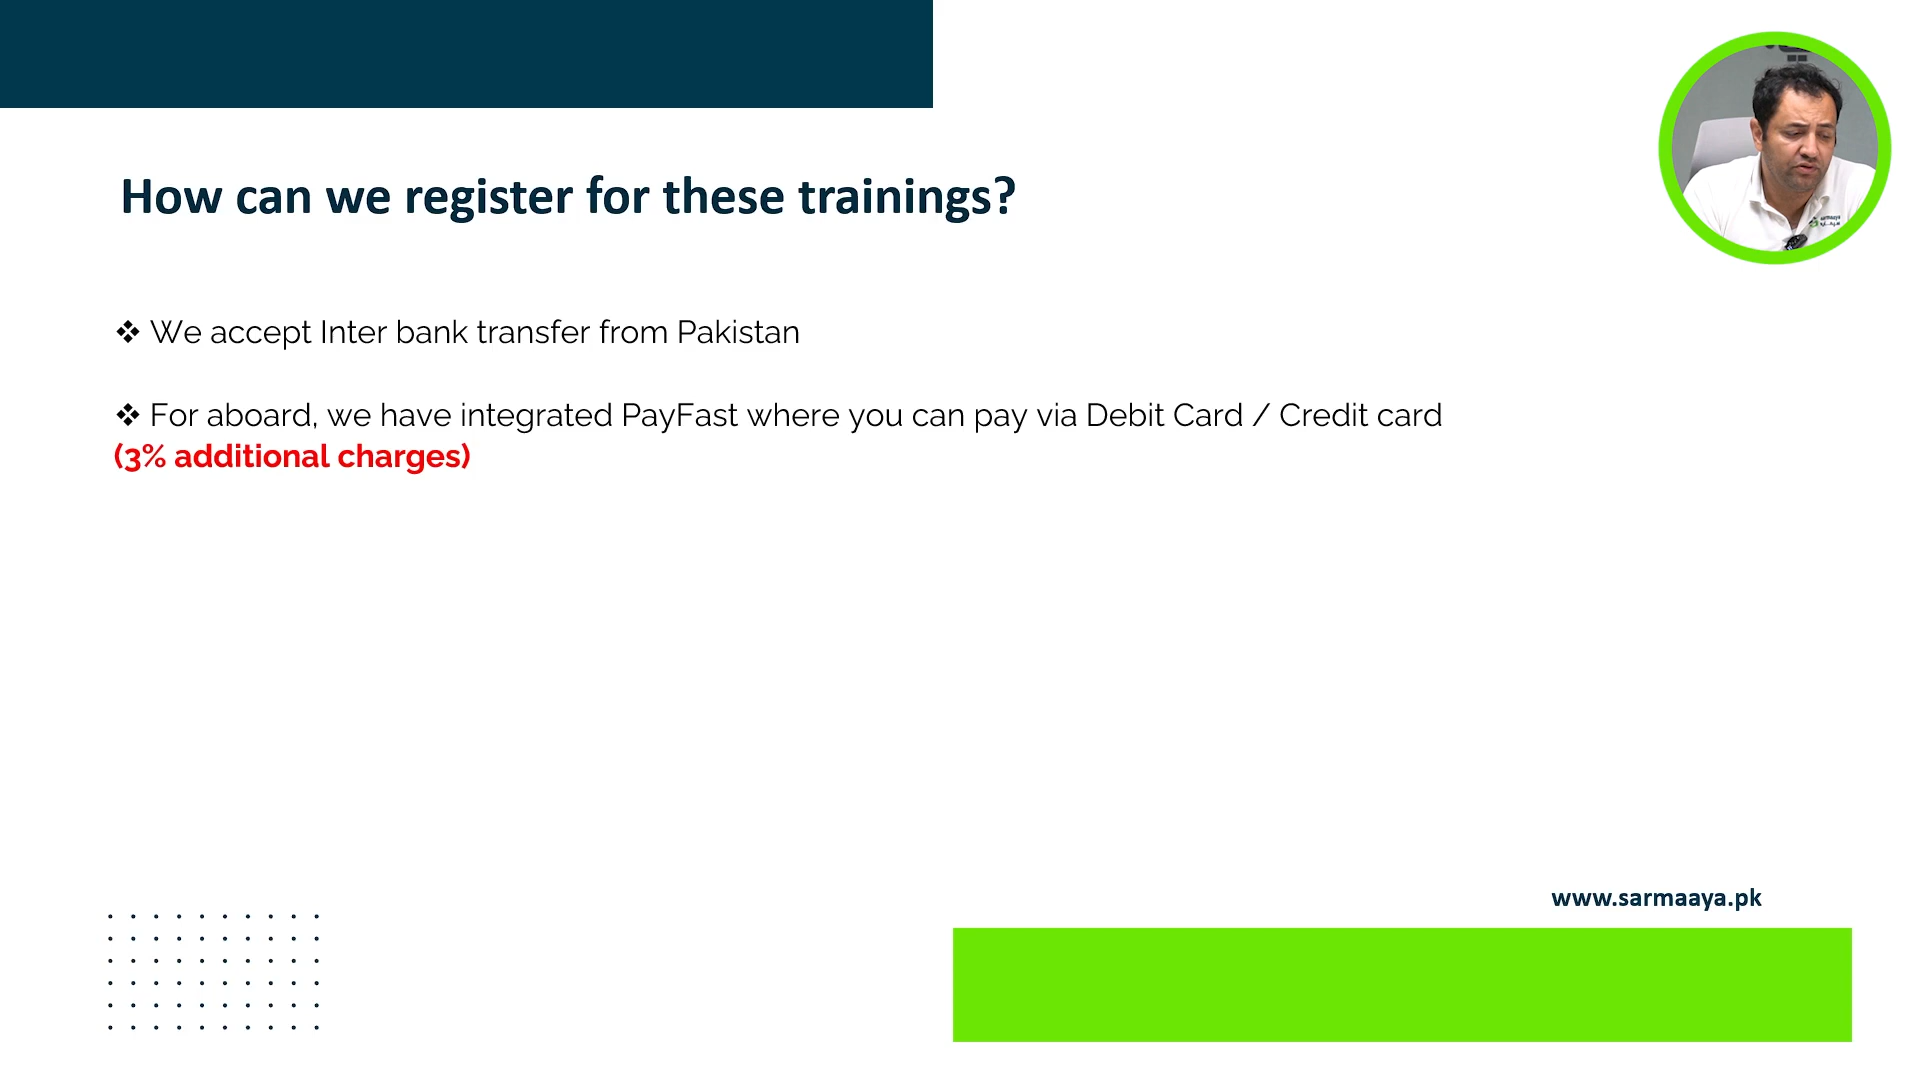 How can we register for these trainings?
❖ We accept Inter bank transfer from Pakistan
❖ For aboard, we have integrated PayFast where you can pay via Debit Card / Credit card
(3% additional charges)
www.sarmaaya.pk